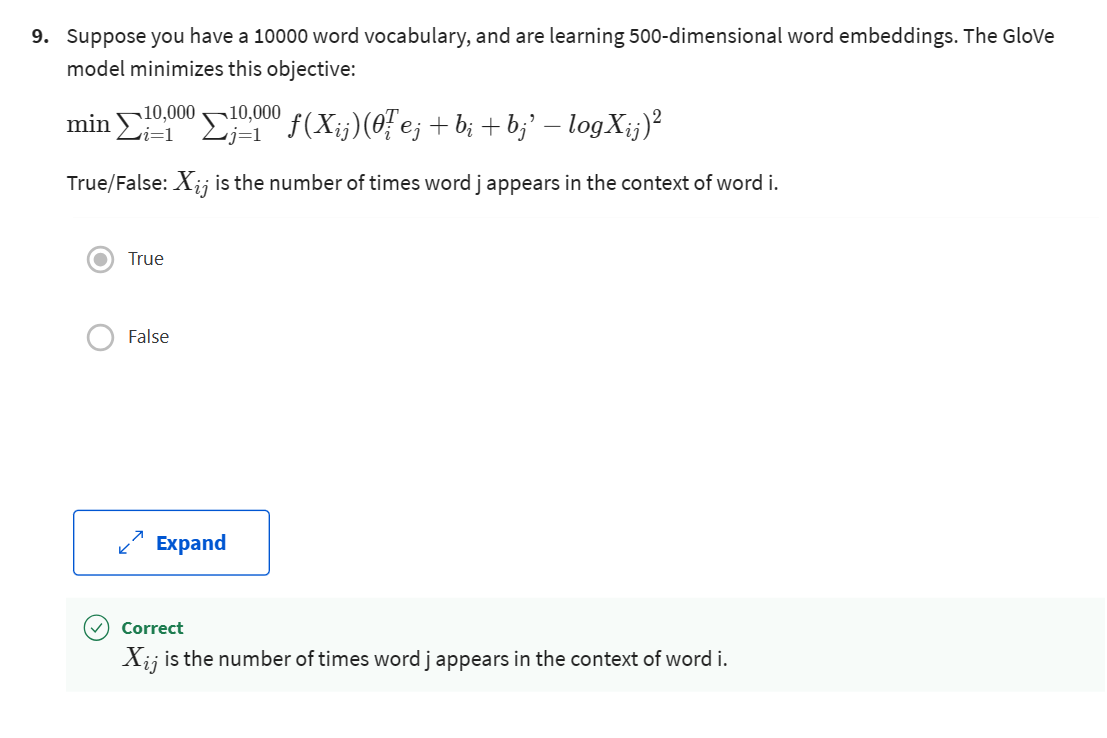 9. Suppose you have a 10000 word vocabulary, and are learning 500-dimensional word embeddings. The GloVe
model minimizes this objective:
min ∑_{i=1}^{10,000} ∑_{j=1}^{10,000} f(X_{ij})(θ_i^T e_j + b_i + b_j’ − logX_{ij})^2
True/False: X_{ij} is the number of times word j appears in the context of word i.
True
False
Expand
Correct
X_{ij} is the number of times word j appears in the context of word i.